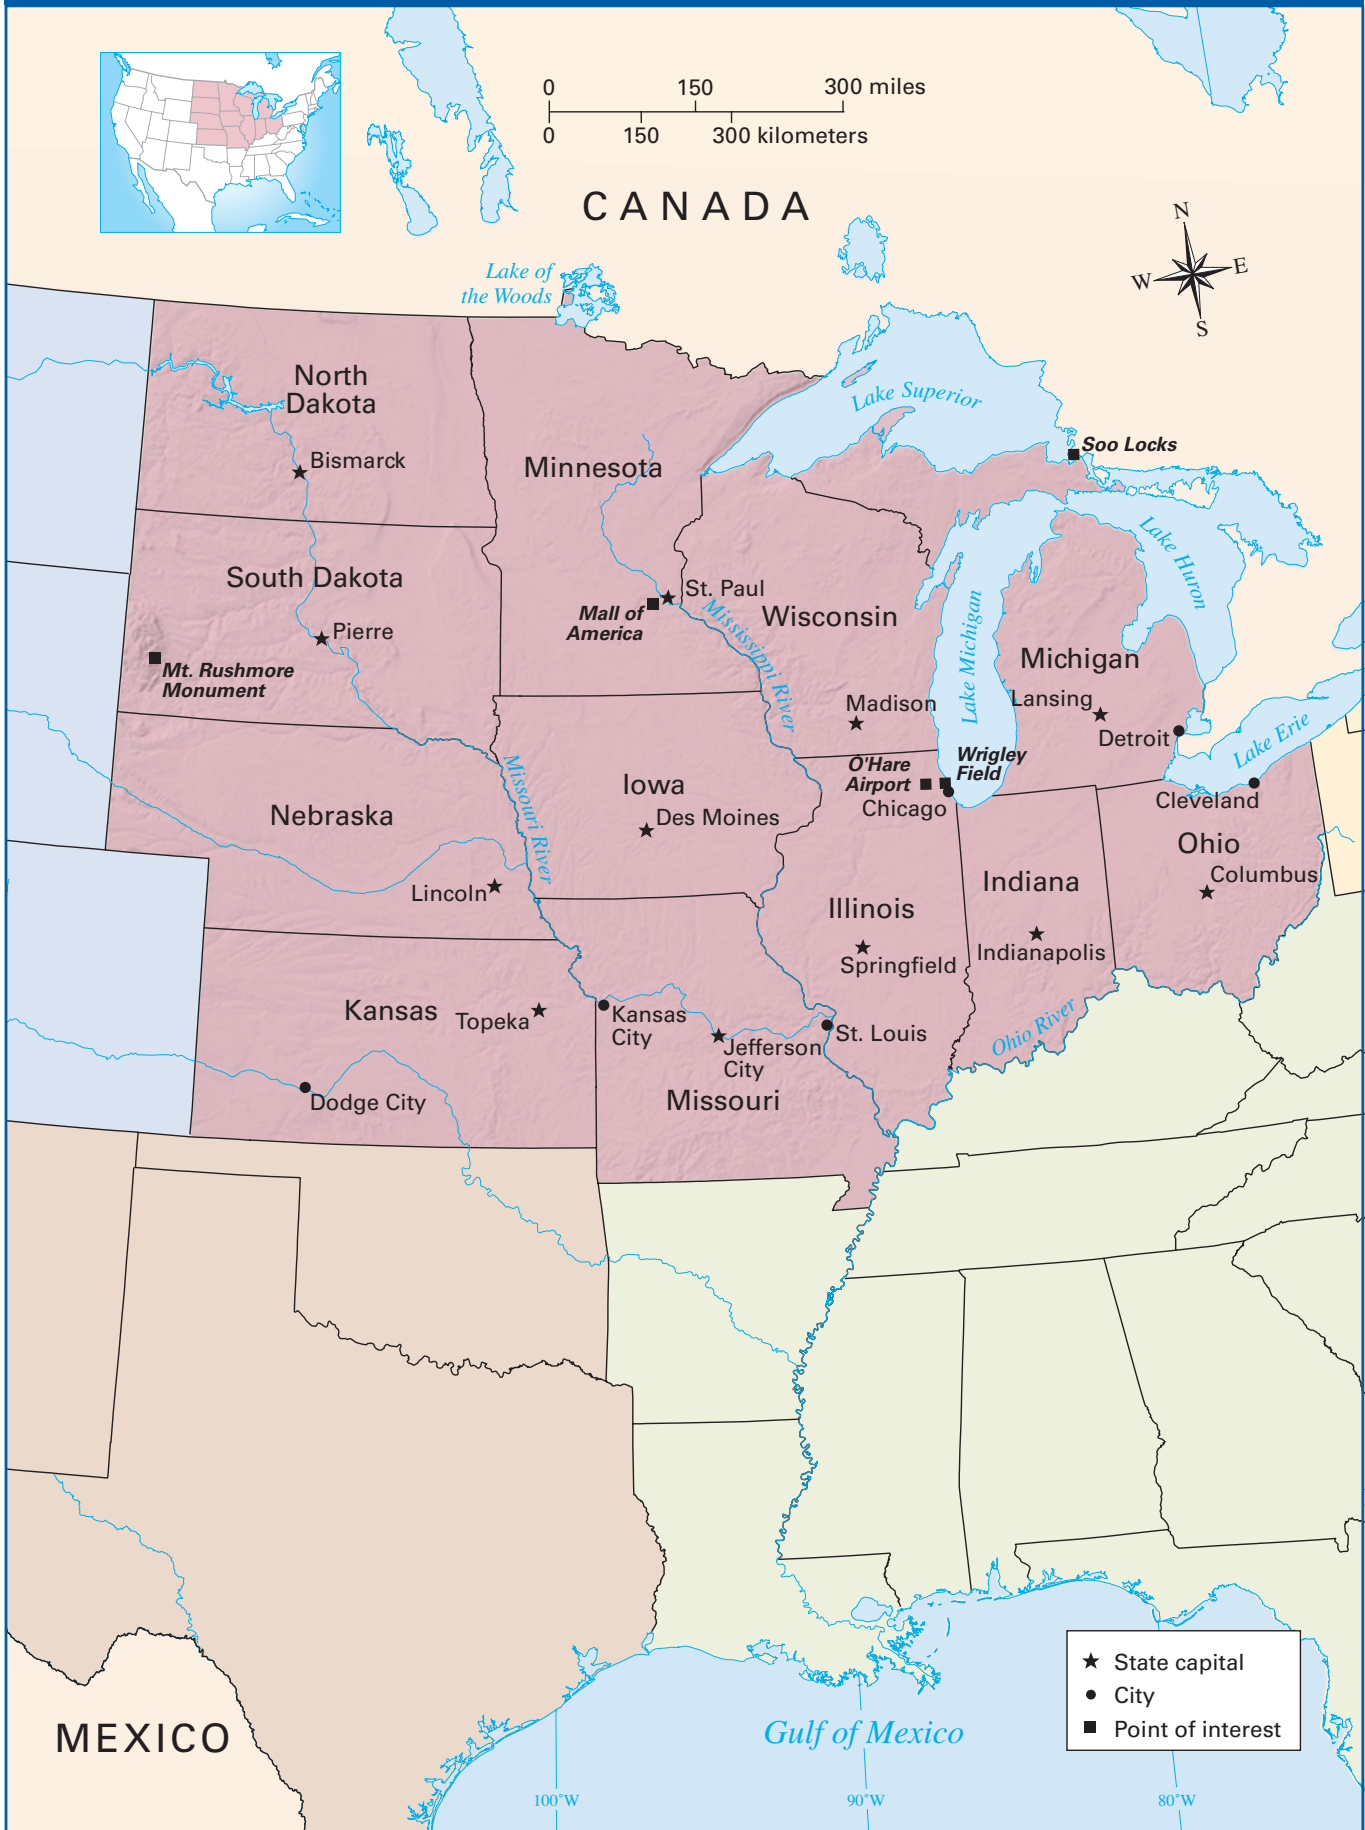 0 150 300 miles
0 150 300 kilometers
CANADA
N
W E
S
Lake of
the Woods
North
Dakota
Bismarck
Minnesota
Lake Superior
Soo Locks
South Dakota
Pierre
Mt. Rushmore
Monument
St. Paul
Mall of
America
Mississippi River
Wisconsin
Madison
Lake Michigan
Lake Huron
Michigan
Lansing
Detroit
Lake Erie
Cleveland
Wrigley
Field
O'Hare
Airport
Chicago
Missouri River
Iowa
Des Moines
Nebraska
Lincoln
Ohio
Columbus
Indiana
Indianapolis
Illinois
Springfield
Kansas
Topeka
Kansas
City
Jefferson
City
St. Louis
Ohio River
Dodge City
Missouri
State capital
City
Point of interest
MEXICO
Gulf of Mexico
100°W
90°W
80°W